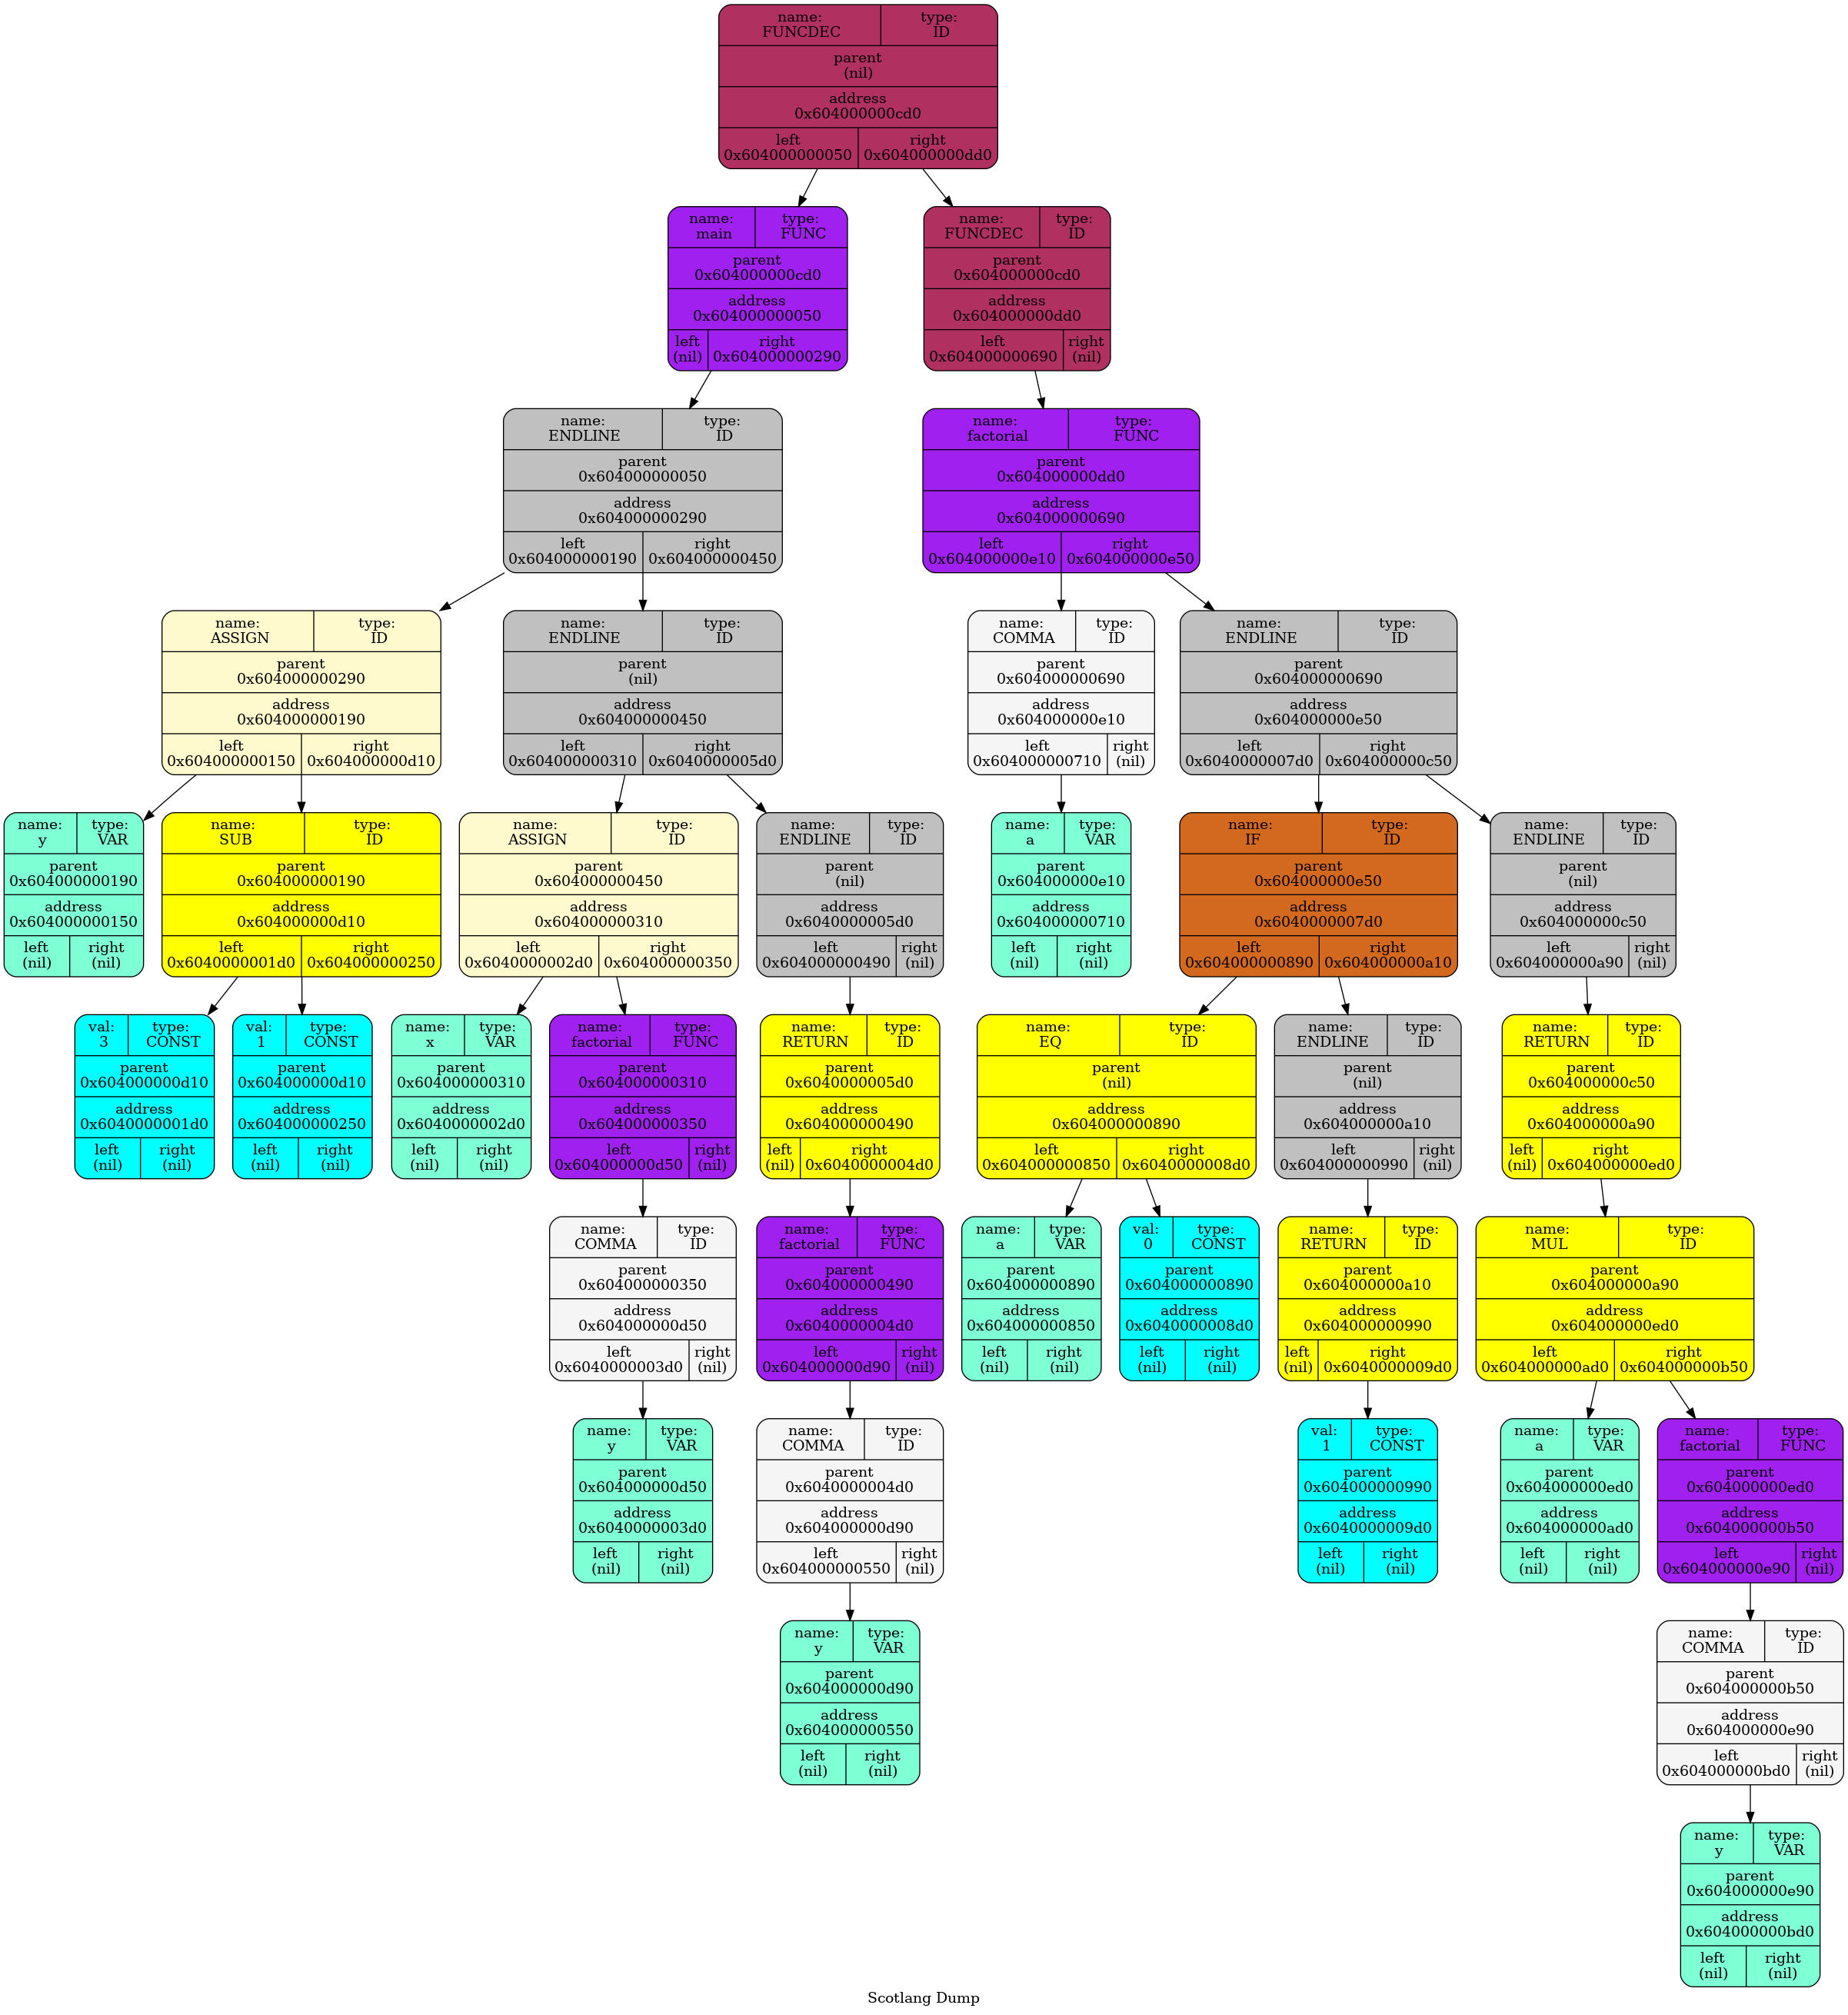 name: type:
FUNCDEC ID
parent
(nil)
address
0x604000000cd0
left right
0x604000000050 0x604000000dd0
name: type:
main FUNC
parent
0x604000000cd0
address
0x604000000050
left right
(nil) 0x604000000290
name: type:
FUNCDEC ID
parent
0x604000000cd0
address
0x604000000dd0
left right
0x604000000690 (nil)
name: type:
ENDLINE ID
parent
0x604000000050
address
0x604000000290
left right
0x604000000190 0x604000000450
name: type:
factorial FUNC
parent
0x604000000dd0
address
0x604000000690
left right
0x604000000e10 0x604000000e50
name: type:
ASSIGN ID
parent
0x604000000290
address
0x604000000190
left right
0x604000000150 0x604000000d10
name: type:
ENDLINE ID
parent
(nil)
address
0x604000000450
left right
0x604000000310 0x6040000005d0
name: type:
COMMA ID
parent
0x604000000690
address
0x604000000e10
left right
0x604000000710 (nil)
name: type:
ENDLINE ID
parent
0x604000000690
address
0x604000000e50
left right
0x6040000007d0 0x604000000c50
name: type:
y VAR
parent
0x604000000190
address
0x604000000150
left right
(nil) (nil)
name: type:
SUB ID
parent
0x604000000190
address
0x604000000d10
left right
0x6040000001d0 0x604000000250
name: type:
ASSIGN ID
parent
0x604000000450
address
0x604000000310
left right
0x6040000002d0 0x604000000350
name: type:
ENDLINE ID
parent
(nil)
address
0x6040000005d0
left right
0x604000000490 (nil)
name: type:
a VAR
parent
0x604000000e10
address
0x604000000710
left right
(nil) (nil)
name: type:
IF ID
parent
0x604000000e50
address
0x6040000007d0
left right
0x604000000890 0x604000000a10
name: type:
ENDLINE ID
parent
(nil)
address
0x604000000c50
left right
0x604000000a90 (nil)
val: type:
3 CONST
parent
0x604000000d10
address
0x6040000001d0
left right
(nil) (nil)
val: type:
1 CONST
parent
0x604000000d10
address
0x604000000250
left right
(nil) (nil)
name: type:
x VAR
parent
0x604000000310
address
0x6040000002d0
left right
(nil) (nil)
name: type:
factorial FUNC
parent
0x604000000310
address
0x604000000350
left right
0x604000000d50 (nil)
name: type:
RETURN ID
parent
0x6040000005d0
address
0x604000000490
left right
(nil) 0x6040000004d0
name: type:
EQ ID
parent
(nil)
address
0x604000000890
left right
0x604000000850 0x6040000008d0
name: type:
ENDLINE ID
parent
(nil)
address
0x604000000a10
left right
0x604000000990 (nil)
name: type:
RETURN ID
parent
0x604000000c50
address
0x604000000a90
left right
(nil) 0x604000000ed0
name: type:
COMMA ID
parent
0x604000000350
address
0x604000000d50
left right
0x6040000003d0 (nil)
name: type:
factorial FUNC
parent
0x604000000490
address
0x6040000004d0
left right
0x604000000d90 (nil)
name: type:
a VAR
parent
0x604000000890
address
0x604000000850
left right
(nil) (nil)
val: type:
0 CONST
parent
0x604000000890
address
0x6040000008d0
left right
(nil) (nil)
name: type:
RETURN ID
parent
0x604000000a10
address
0x604000000990
left right
(nil) 0x6040000009d0
name: type:
MUL ID
parent
0x604000000a90
address
0x604000000ed0
left right
0x604000000ad0 0x604000000b50
name: type:
y VAR
parent
0x604000000d50
address
0x6040000003d0
left right
(nil) (nil)
name: type:
COMMA ID
parent
0x6040000004d0
address
0x604000000d90
left right
0x604000000550 (nil)
val: type:
1 CONST
parent
0x604000000990
address
0x6040000009d0
left right
(nil) (nil)
name: type:
a VAR
parent
0x604000000ed0
address
0x604000000ad0
left right
(nil) (nil)
name: type:
factorial FUNC
parent
0x604000000ed0
address
0x604000000b50
left right
0x604000000e90 (nil)
name: type:
y VAR
parent
0x604000000d90
address
0x604000000550
left right
(nil) (nil)
name: type:
COMMA ID
parent
0x604000000b50
address
0x604000000e90
left right
0x604000000bd0 (nil)
name: type:
y VAR
parent
0x604000000e90
address
0x604000000bd0
left right
(nil) (nil)
Scotlang Dump